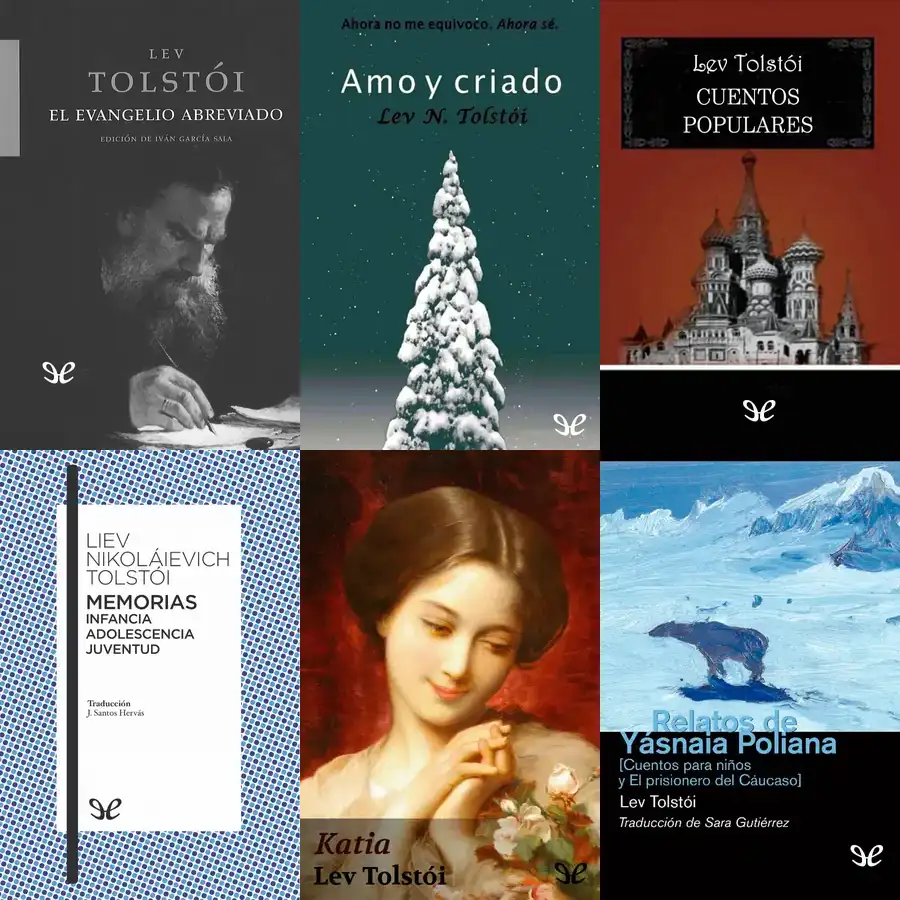 LEV
TOLSTÓI
EL EVANGELIO ABREVIADO
EDICIÓN DE IVÁN GARCÍA SALA
Ahora no me equivoco. Ahora sé.
Amo y criado
Lev N. Tolstói
Lev Tolstói
CUENTOS
POPULARES
LIEV
NIKOLÁIEVICH
TOLSTÓI
MEMORIAS
INFANCIA
ADOLESCENCIA
JUVENTUD
Traducción
J. Santos Hervás
Katia
Lev Tolstói
Relatos de
Yásnaia Poliana
[Cuentos para niños
y El prisionero del Cáucaso]
Lev Tolstói
Traducción de Sara Gutiérrez